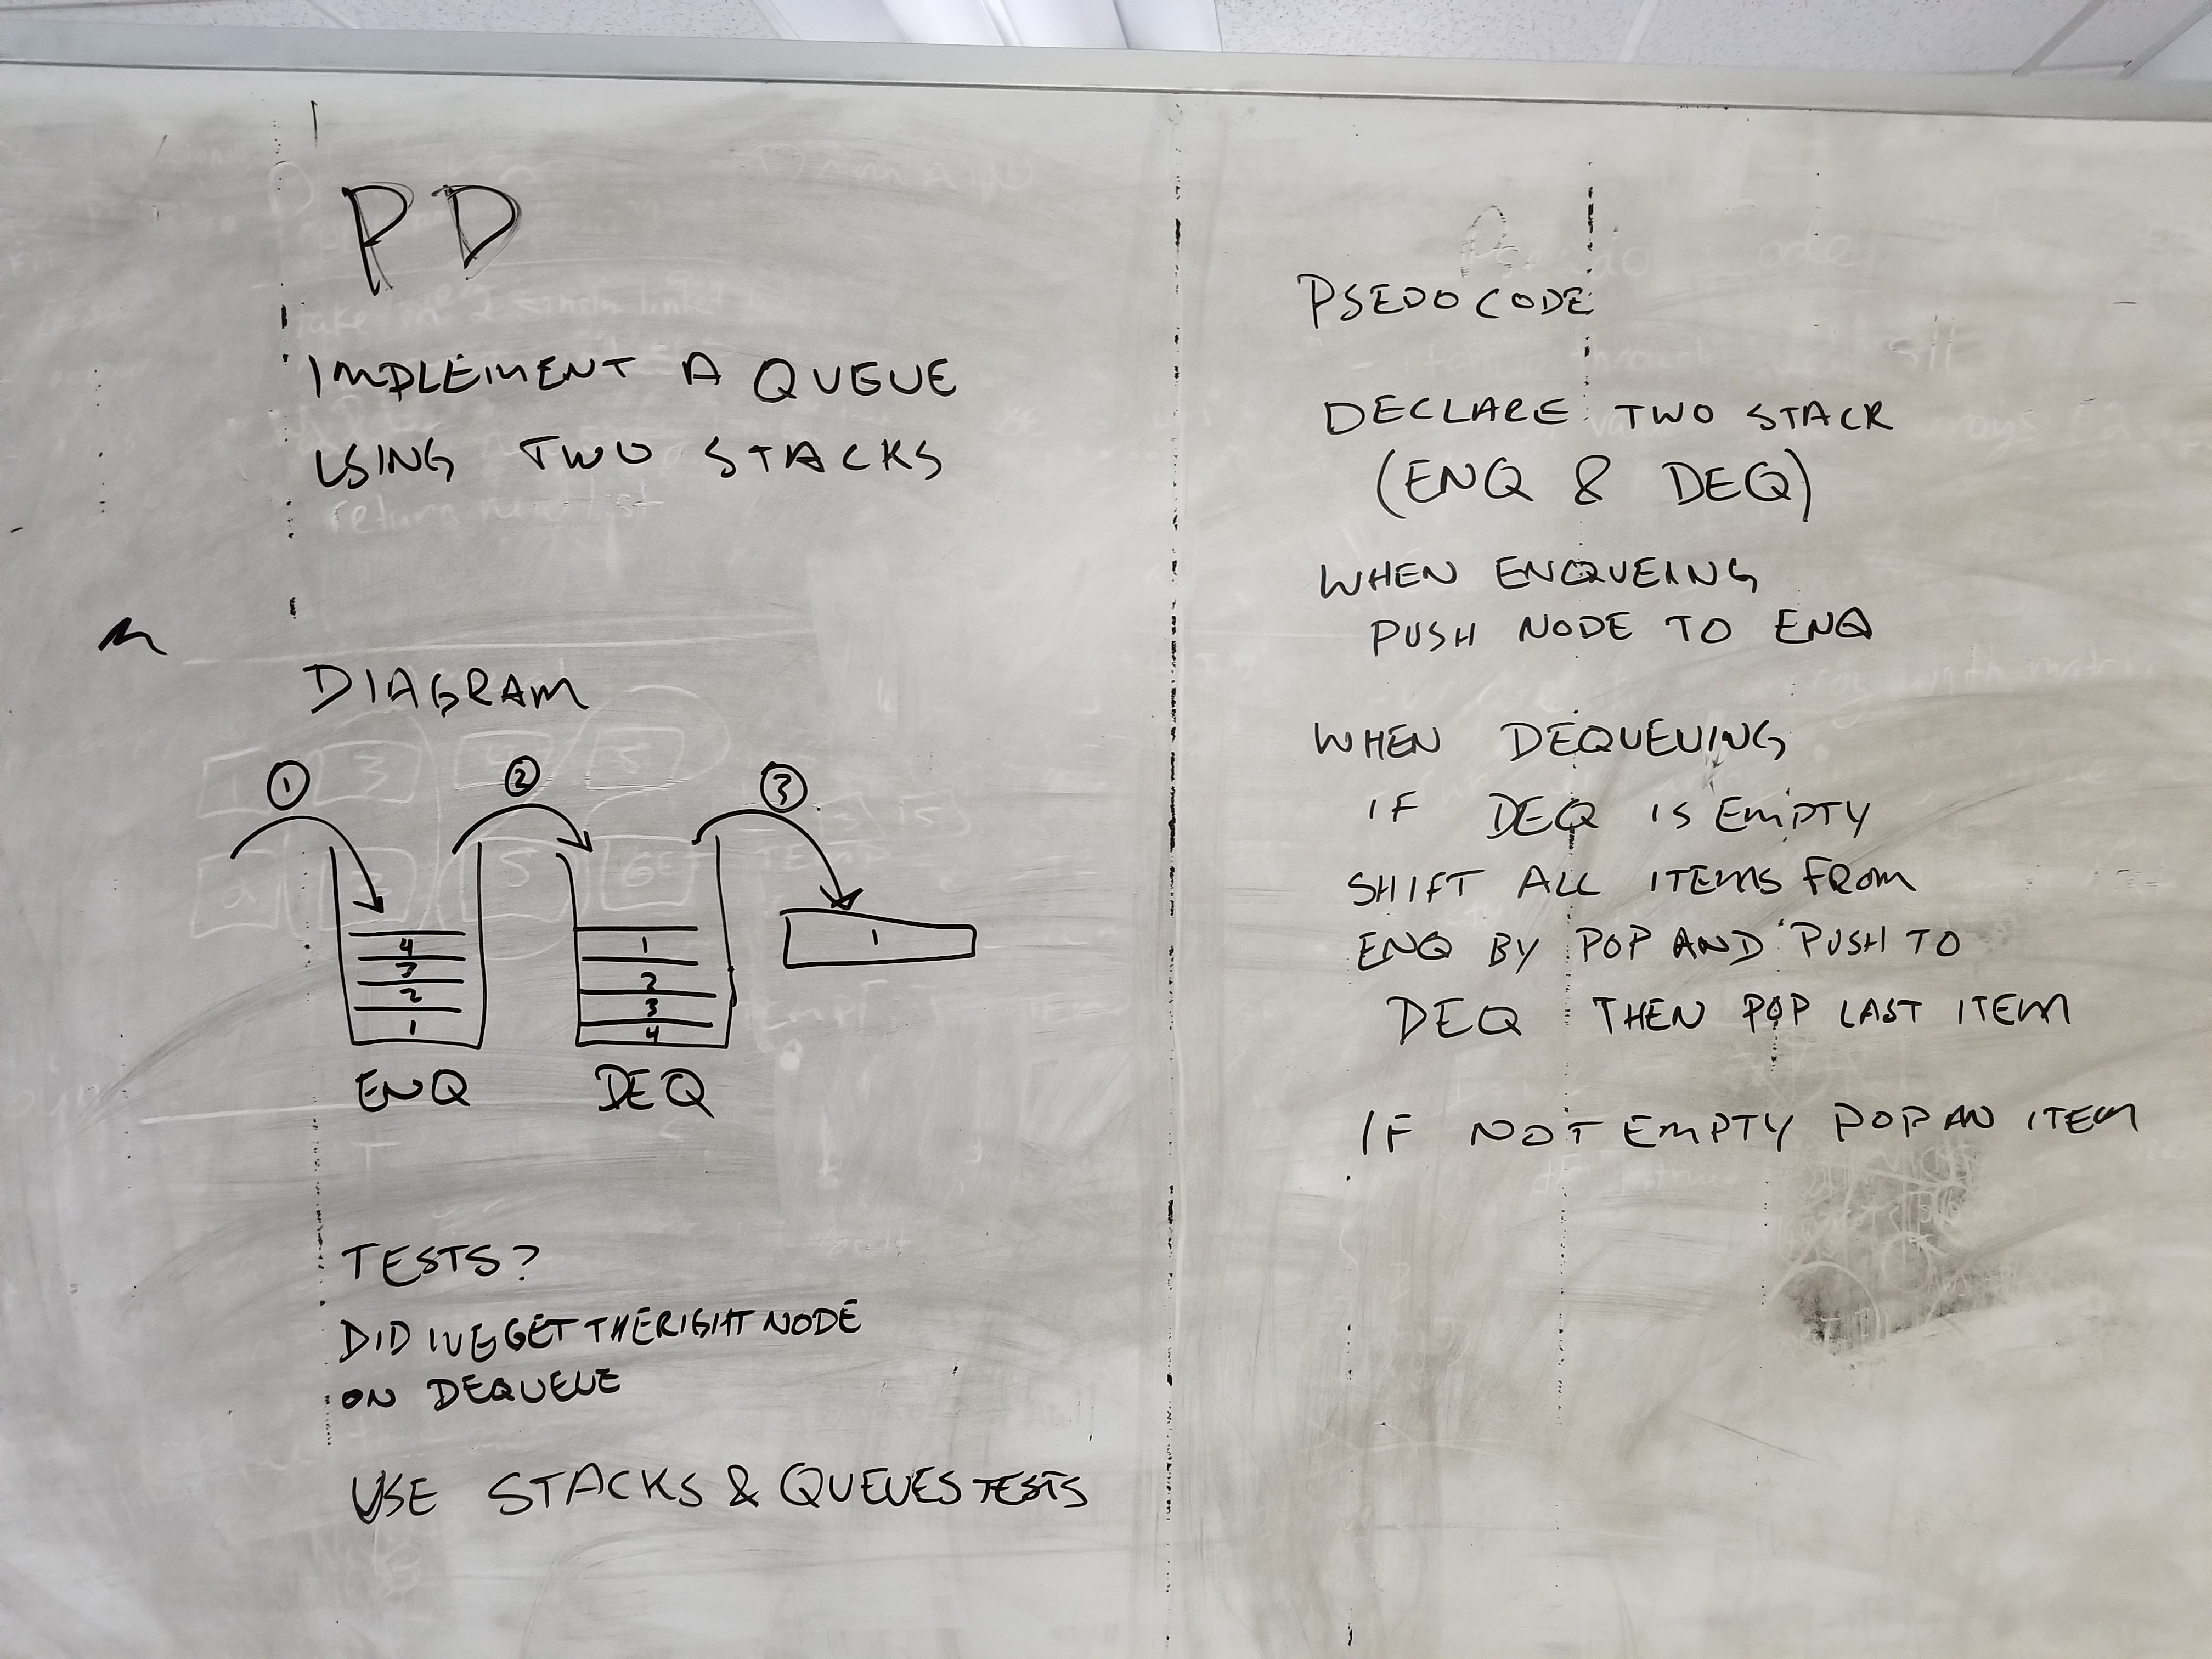 PD
IMPLEMENT A QUEUE
USING TWO STACKS
DIAGRAM
1 2 3
4
3
2
1
ENQ
1
2
3
4
DEQ
1
TESTS?
DID WE GET THE RIGHT NODE
ON DEQUEUE
USE STACKS & QUEUES TESTS
PSEDO CODE
DECLARE TWO STACK
(ENQ & DEQ)
WHEN ENQUEING
PUSH NODE TO ENQ
WHEN DEQUEUING
IF DEQ IS EMPTY
SHIFT ALL ITEMS FROM
ENQ BY POP AND PUSH TO
DEQ THEN POP LAST ITEM
IF NOT EMPTY POP AN ITEM